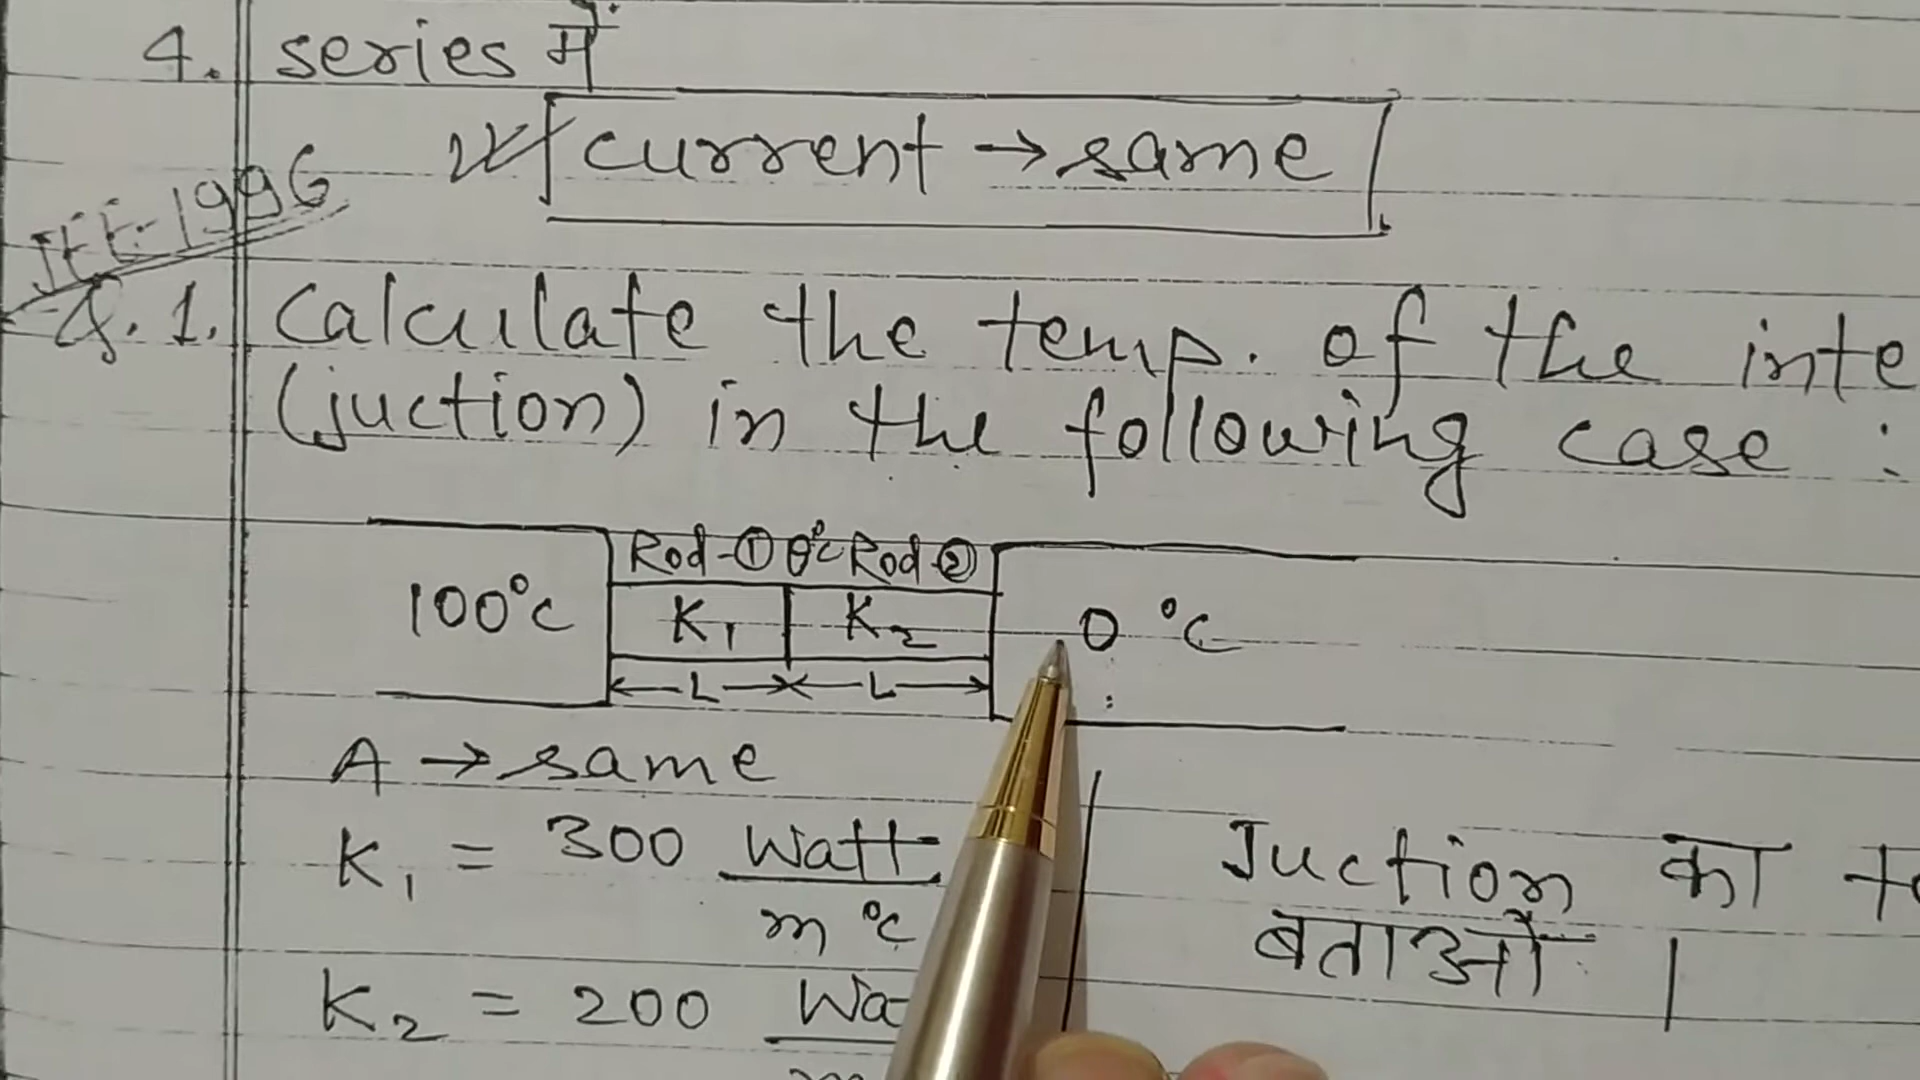 4. series में
current → same
JEE-1996
Q.1. Calculate the temp. of the inte
(juction) in the following case :
Rod-① θ°C Rod-②
100°C K₁ K₂ 0 °C
L L
A → same
K₁ = 300 Watt
m °C
Juction का
बताओ ।
K₂ = 200 Wa